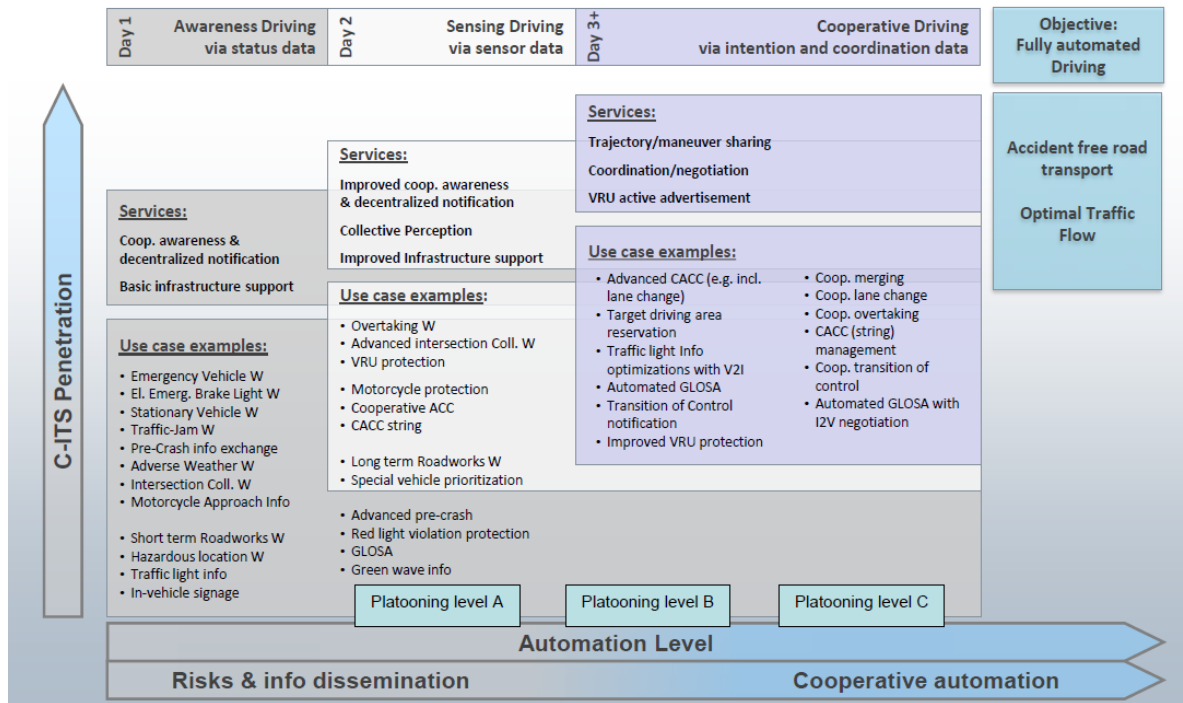 Day 1
Awareness Driving
via status data
Day 2
Sensing Driving
via sensor data
Day 3+
Cooperative Driving
via intention and coordination data
Objective:
Fully automated
Driving
C-ITS Penetration
Services:
Coop. awareness &
decentralized notification
Basic infrastructure support
Use case examples:
• Emergency Vehicle W
• El. Emerg. Brake Light W
• Stationary Vehicle W
• Traffic-Jam W
• Pre-Crash info exchange
• Adverse Weather W
• Intersection Coll. W
• Motorcycle Approach Info
• Short term Roadworks W
• Hazardous location W
• Traffic light info
• In-vehicle signage
Services:
Improved coop. awareness
& decentralized notification
Collective Perception
Improved Infrastructure support
Use case examples:
• Overtaking W
• Advanced intersection Coll. W
• VRU protection
• Motorcycle protection
• Cooperative ACC
• CACC string
• Long term Roadworks W
• Special vehicle prioritization
• Advanced pre-crash
• Red light violation protection
• GLOSA
• Green wave info
Services:
Trajectory/maneuver sharing
Coordination/negotiation
VRU active advertisement
Use case examples:
• Advanced CACC (e.g. incl.
lane change)
• Target driving area
reservation
• Traffic light Info
optimizations with V2I
• Automated GLOSA
• Transition of Control
notification
• Improved VRU protection
• Coop. merging
• Coop. lane change
• Coop. overtaking
• CACC (string)
management
• Coop. transition of
control
• Automated GLOSA with
I2V negotiation
Accident free road
transport
Optimal Traffic
Flow
Platooning level A
Platooning level B
Platooning level C
Automation Level
Risks & info dissemination
Cooperative automation